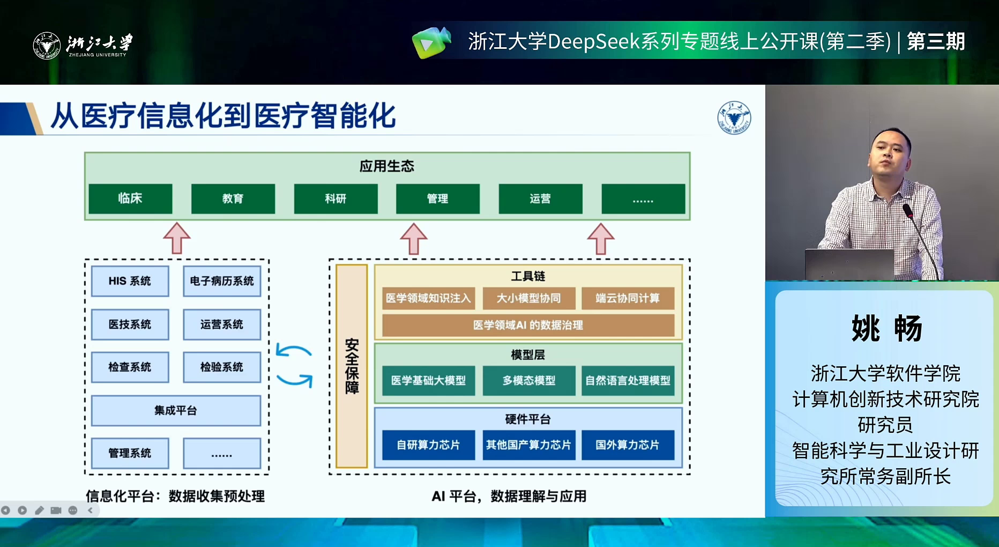 浙江大学
ZHEJIANG UNIVERSITY
浙江大学DeepSeek系列专题线上公开课(第二季) | 第三期
从医疗信息化到医疗智能化
浙江大学
1897
ZHEJIANG UNIVERSITY
应用生态
临床
教育
科研
管理
运营
......
HIS 系统
电子病历系统
医技系统
运营系统
检查系统
检验系统
集成平台
管理系统
......
信息化平台：数据收集预处理
安全保障
工具链
医学领域知识注入
大小模型协同
端云协同计算
医学领域AI 的数据治理
模型层
医学基础大模型
多模态模型
自然语言处理模型
硬件平台
自研算力芯片
其他国产算力芯片
国外算力芯片
AI 平台，数据理解与应用
姚 畅
浙江大学软件学院
计算机创新技术研究院
研究员
智能科学与工业设计研
究所常务副所长